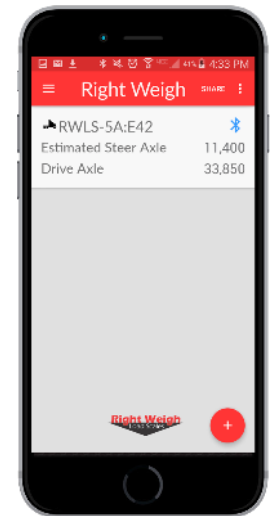 41% 4:33 PM
Right Weigh SHARE
RWLS-5A:E42
Estimated Steer Axle 11,400
Drive Axle 33,850
Right Weigh
+